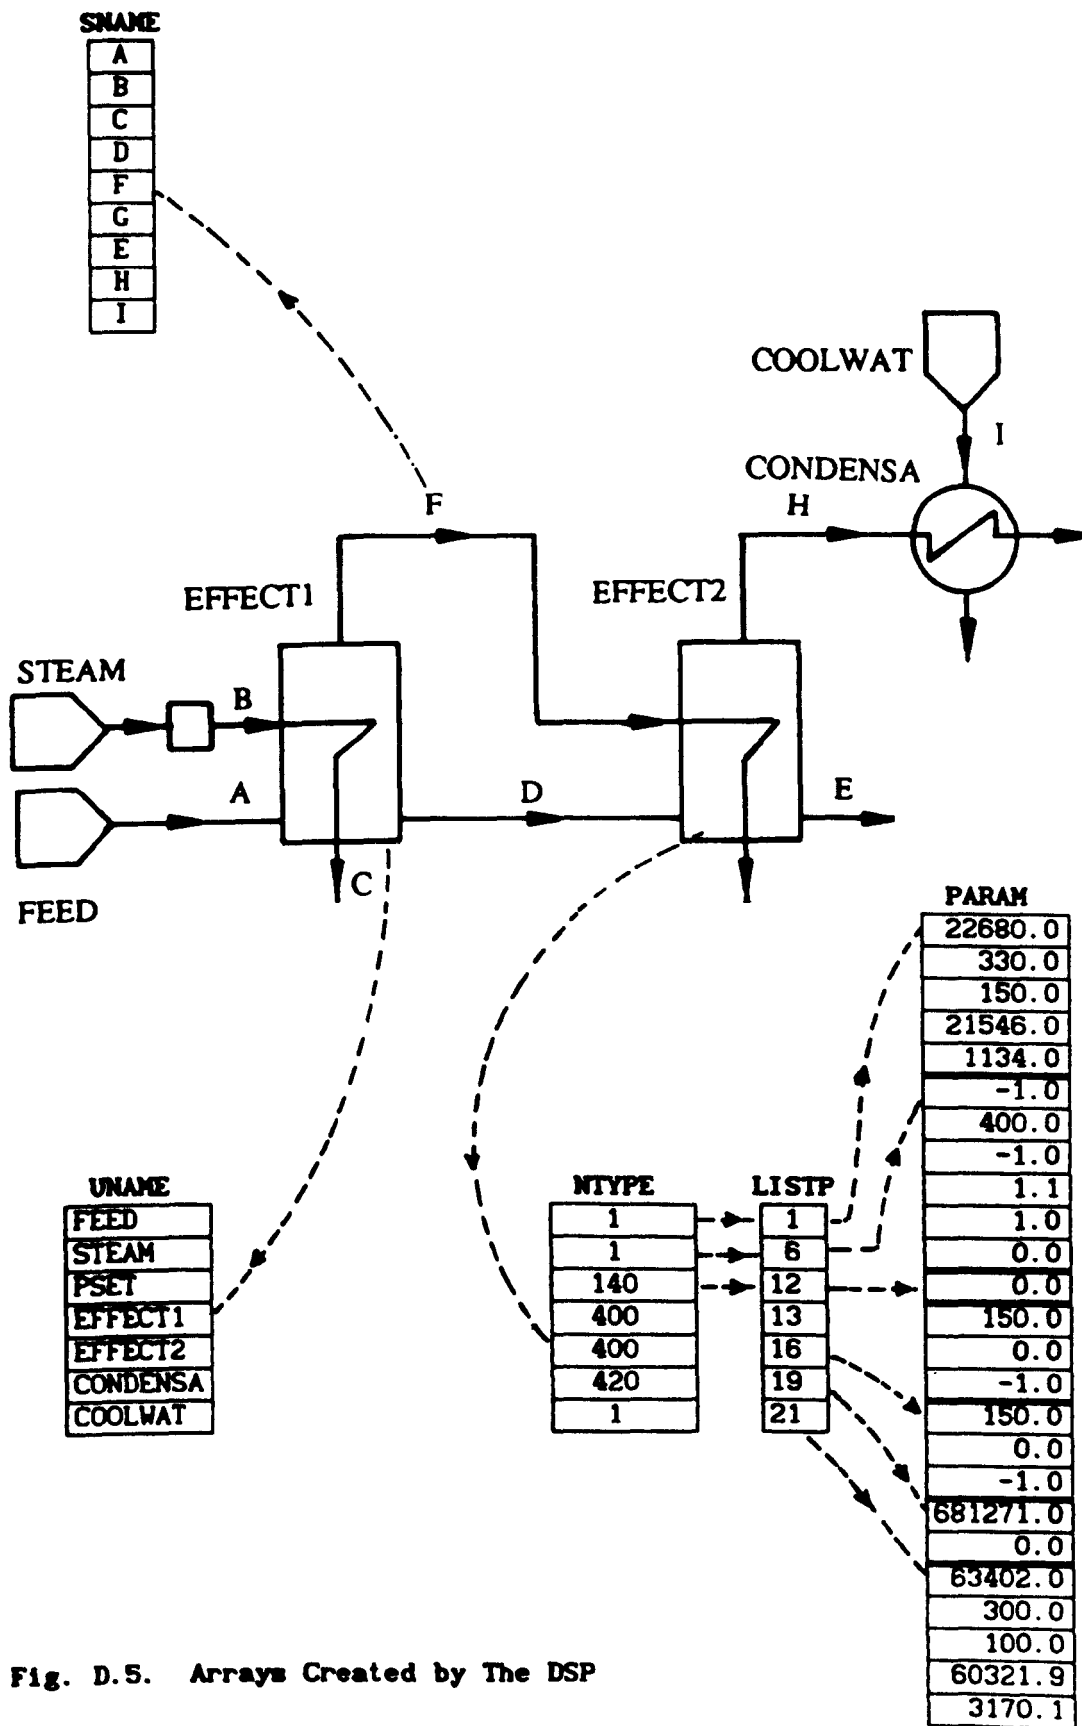 SNAME
A
B
C
D
F
G
E
H
I
COOLWAT
I
CONDENSA
H
F
EFFECT1
EFFECT2
STEAM
B
A
D
E
C
FEED
PARAM
22680.0
330.0
150.0
21546.0
1134.0
-1.0
400.0
-1.0
1.1
1.0
0.0
0.0
150.0
0.0
-1.0
150.0
0.0
-1.0
681271.0
0.0
63402.0
300.0
100.0
60321.9
3170.1
UNAME
FEED
STEAM
PSET
EFFECT1
EFFECT2
CONDENSA
COOLWAT
NTYPE
1
1
140
400
400
420
1
LISTP
1
6
12
13
16
19
21
Fig. D.5. Arrays Created by The DSP